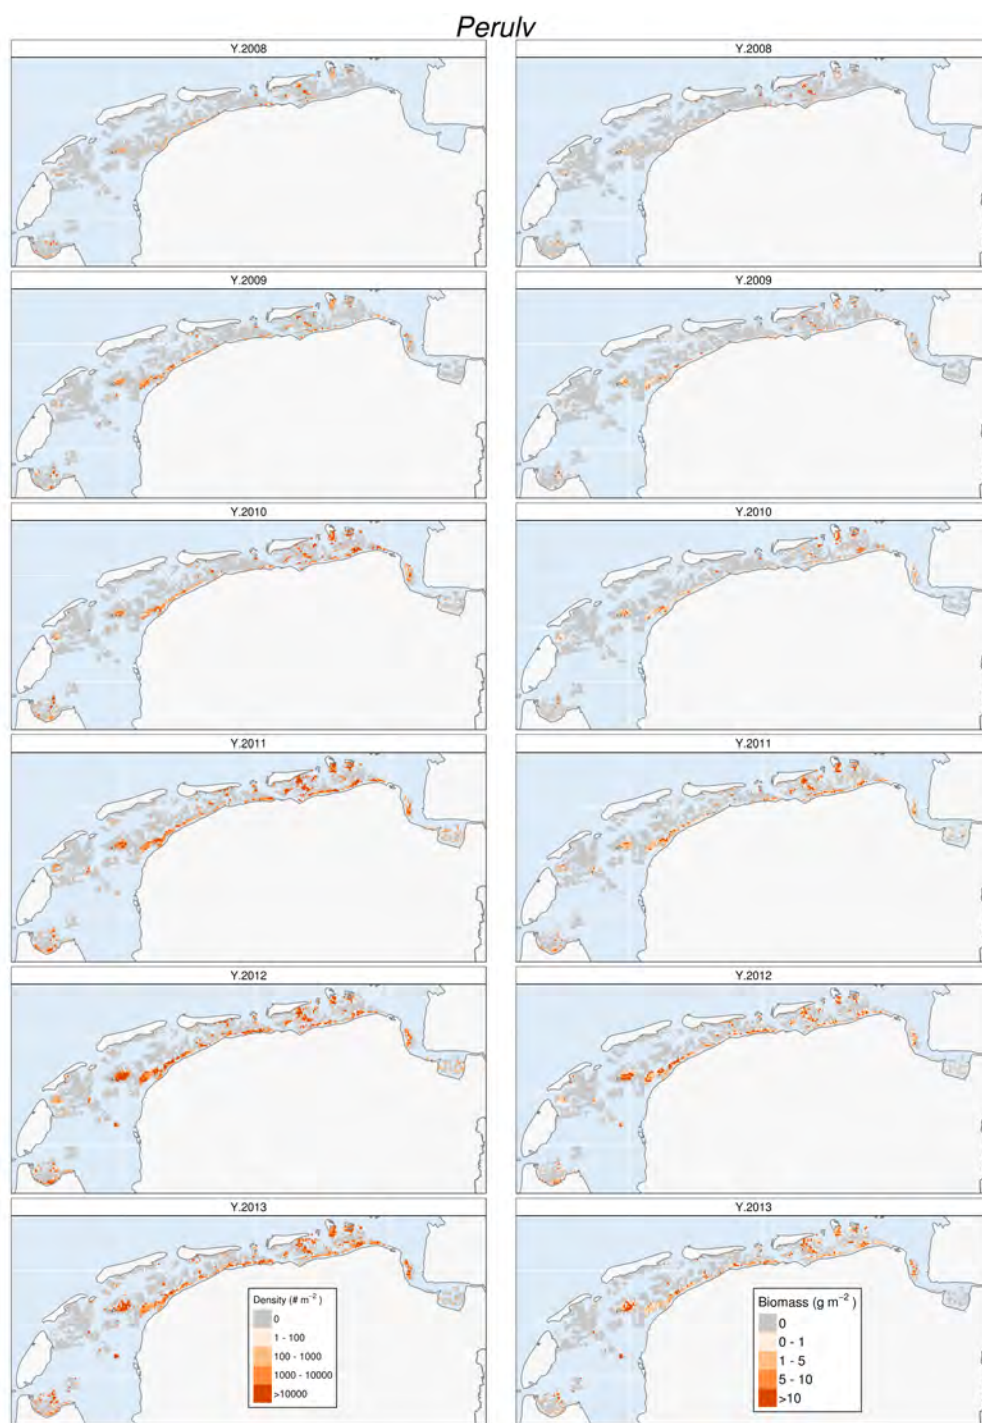 Perulv
Y.2008
Y.2008
Y.2009
Y.2009
Y.2010
Y.2010
Y.2011
Y.2011
Y.2012
Y.2012
Y.2013
Y.2013
Density (# m⁻²)
0
1 - 100
100 - 1000
1000 - 10000
>10000
Biomass (g m⁻²)
0
0 - 1
1 - 5
5 - 10
>10